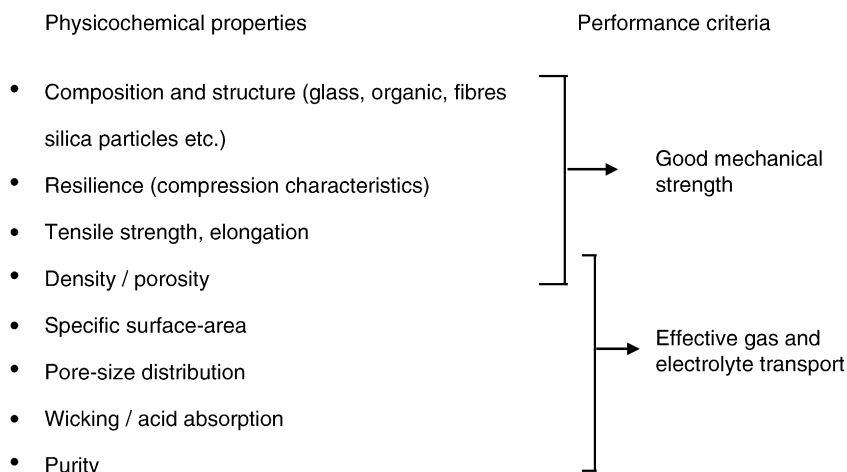 Physicochemical properties
Performance criteria
• Composition and structure (glass, organic, fibres
silica particles etc.)
• Resilience (compression characteristics)
• Tensile strength, elongation
• Density / porosity
• Specific surface-area
• Pore-size distribution
• Wicking / acid absorption
• Purity
Good mechanical
strength
Effective gas and
electrolyte transport